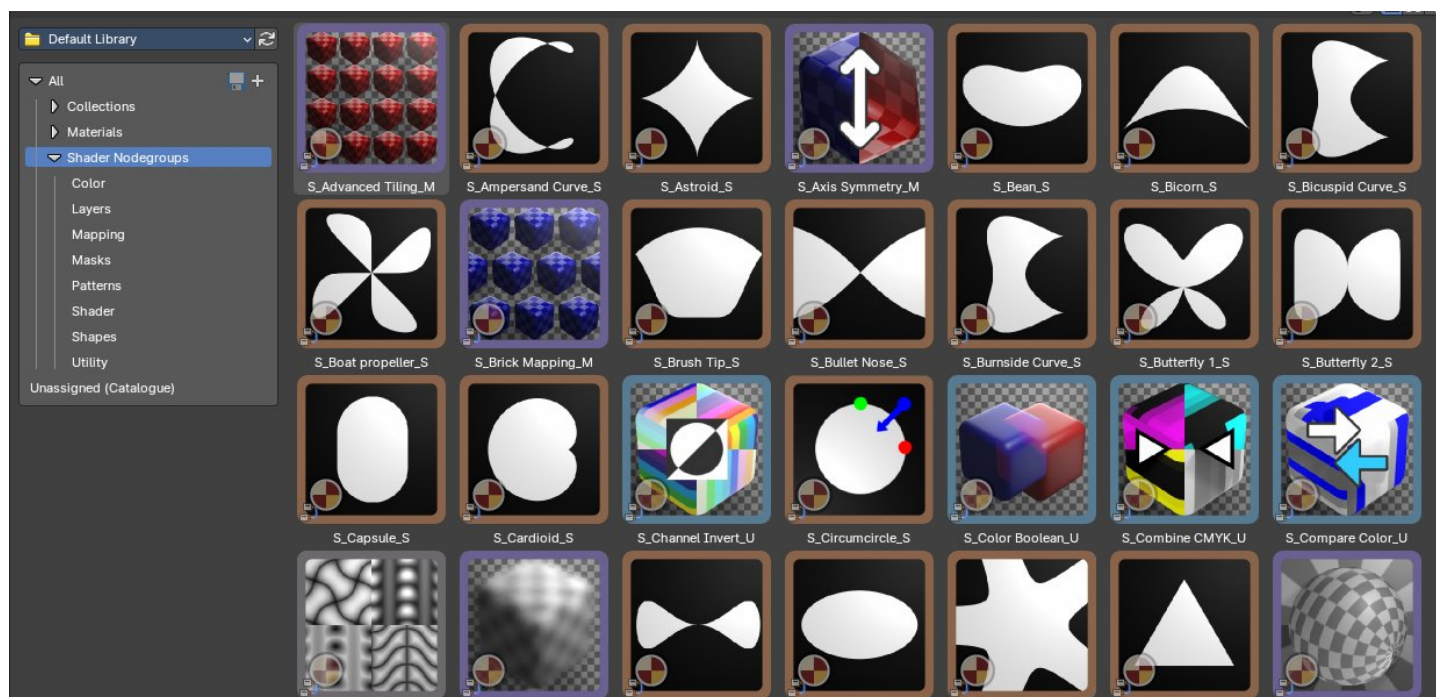 Default Library
All
Collections
Materials
Shader Nodegroups
Color
Layers
Mapping
Masks
Patterns
Shader
Shapes
Utility
Unassigned (Catalogue)
S_Advanced Tiling_M
S_Ampersand Curve_S
S_Astroid_S
S_Axis Symmetry_M
S_Bean_S
S_Bicorn_S
S_Bicuspid Curve_S
S_Boat propeller_S
S_Brick Mapping_M
S_Brush Tip_S
S_Bullet Nose_S
S_Burnside Curve_S
S_Butterfly 1_S
S_Butterfly 2_S
S_Capsule_S
S_Cardioid_S
S_Channel Invert_U
S_Circumcircle_S
S_Color Boolean_U
S_Combine CMYK_U
S_Compare Color_U